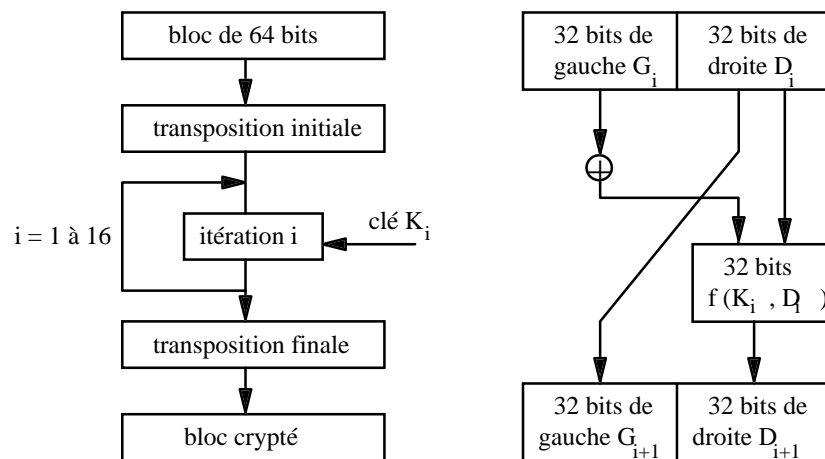 bloc de 64 bits
transposition initiale
i = 1 à 16
itération i
clé K i
transposition finale
bloc crypté
32 bits de
gauche G i
32 bits de
droite D i
32 bits
f (K i , D i )
32 bits de
gauche G i+1
32 bits de
droite D i+1